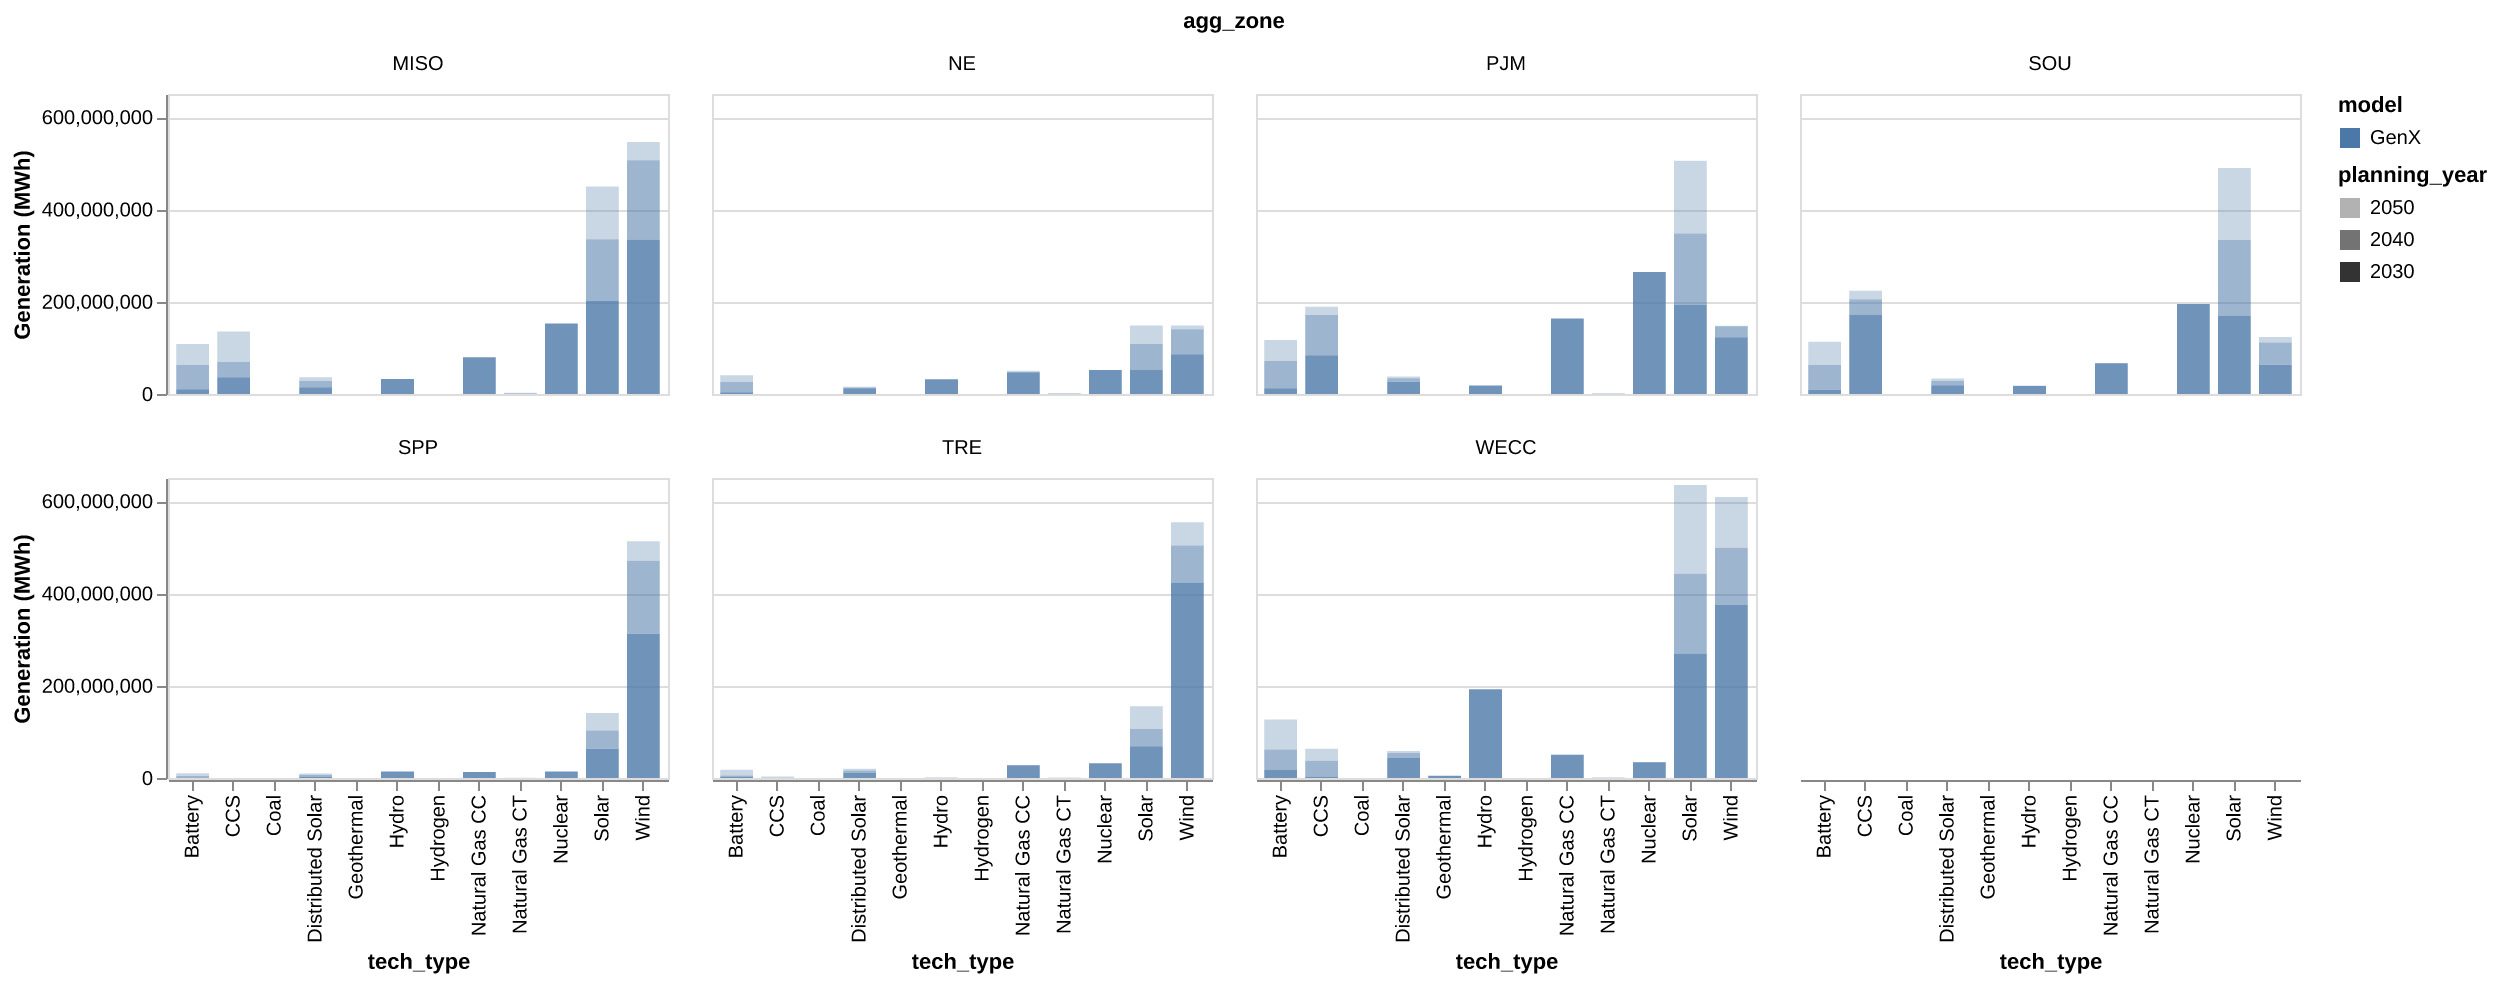 agg_zone
MISO
NE
PJM
SOU
Generation (MWh)
600,000,000
400,000,000
200,000,000
0
model
GenX
planning_year
2050
2040
2030
SPP
TRE
WECC
Generation (MWh)
600,000,000
400,000,000
200,000,000
0
Battery
CCS
Coal
Distributed Solar
Geothermal
Hydro
Hydrogen
Natural Gas CC
Natural Gas CT
Nuclear
Solar
Wind
Battery
CCS
Coal
Distributed Solar
Geothermal
Hydro
Hydrogen
Natural Gas CC
Natural Gas CT
Nuclear
Solar
Wind
Battery
CCS
Coal
Distributed Solar
Geothermal
Hydro
Hydrogen
Natural Gas CC
Natural Gas CT
Nuclear
Solar
Wind
Battery
CCS
Coal
Distributed Solar
Geothermal
Hydro
Hydrogen
Natural Gas CC
Natural Gas CT
Nuclear
Solar
Wind
tech_type
tech_type
tech_type
tech_type